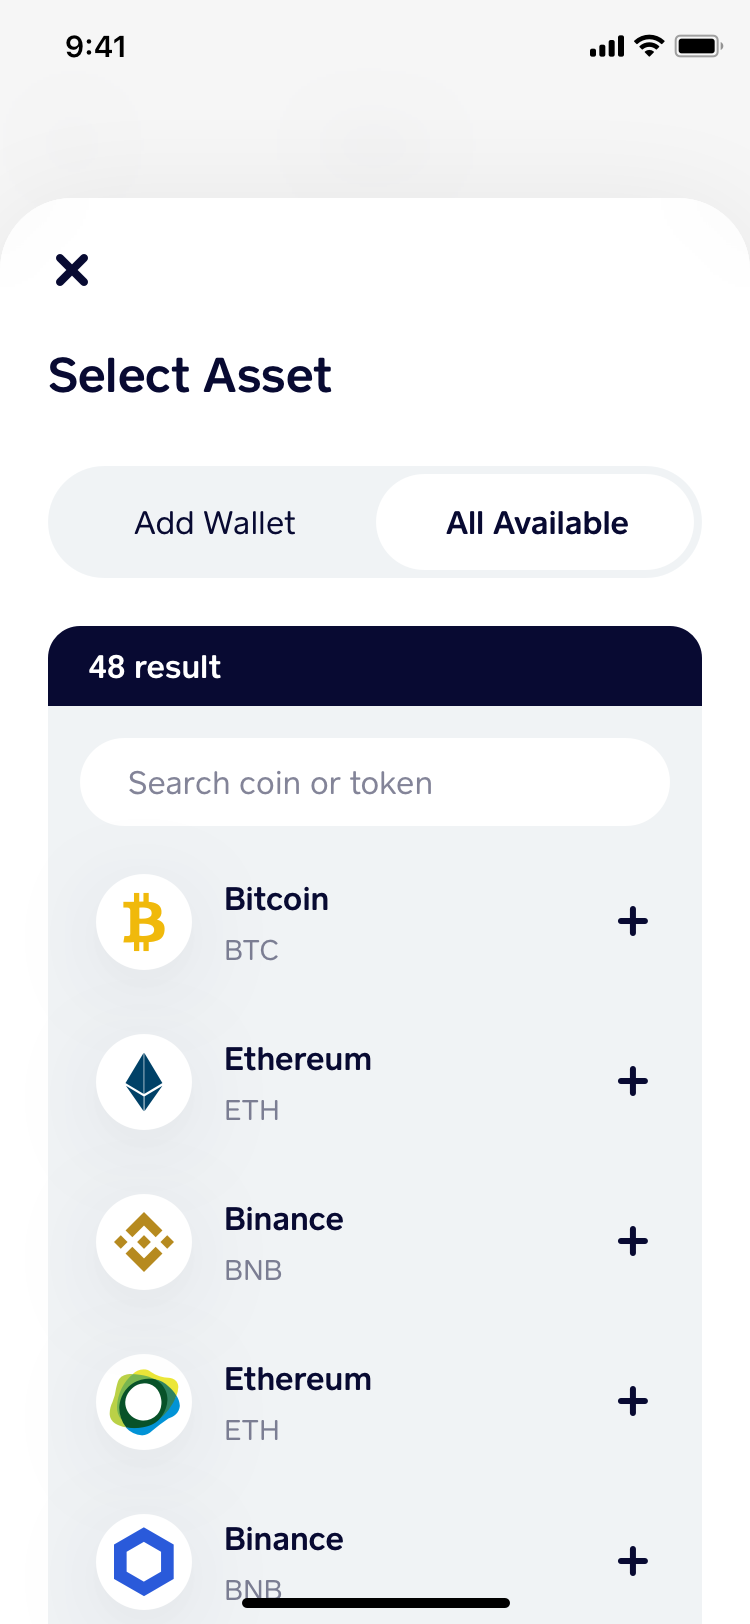 9:41
Select Asset
Add Wallet
All Available
48 result
Search coin or token
Bitcoin
BTC
Ethereum
ETH
Binance
BNB
Ethereum
ETH
Binance
BNB